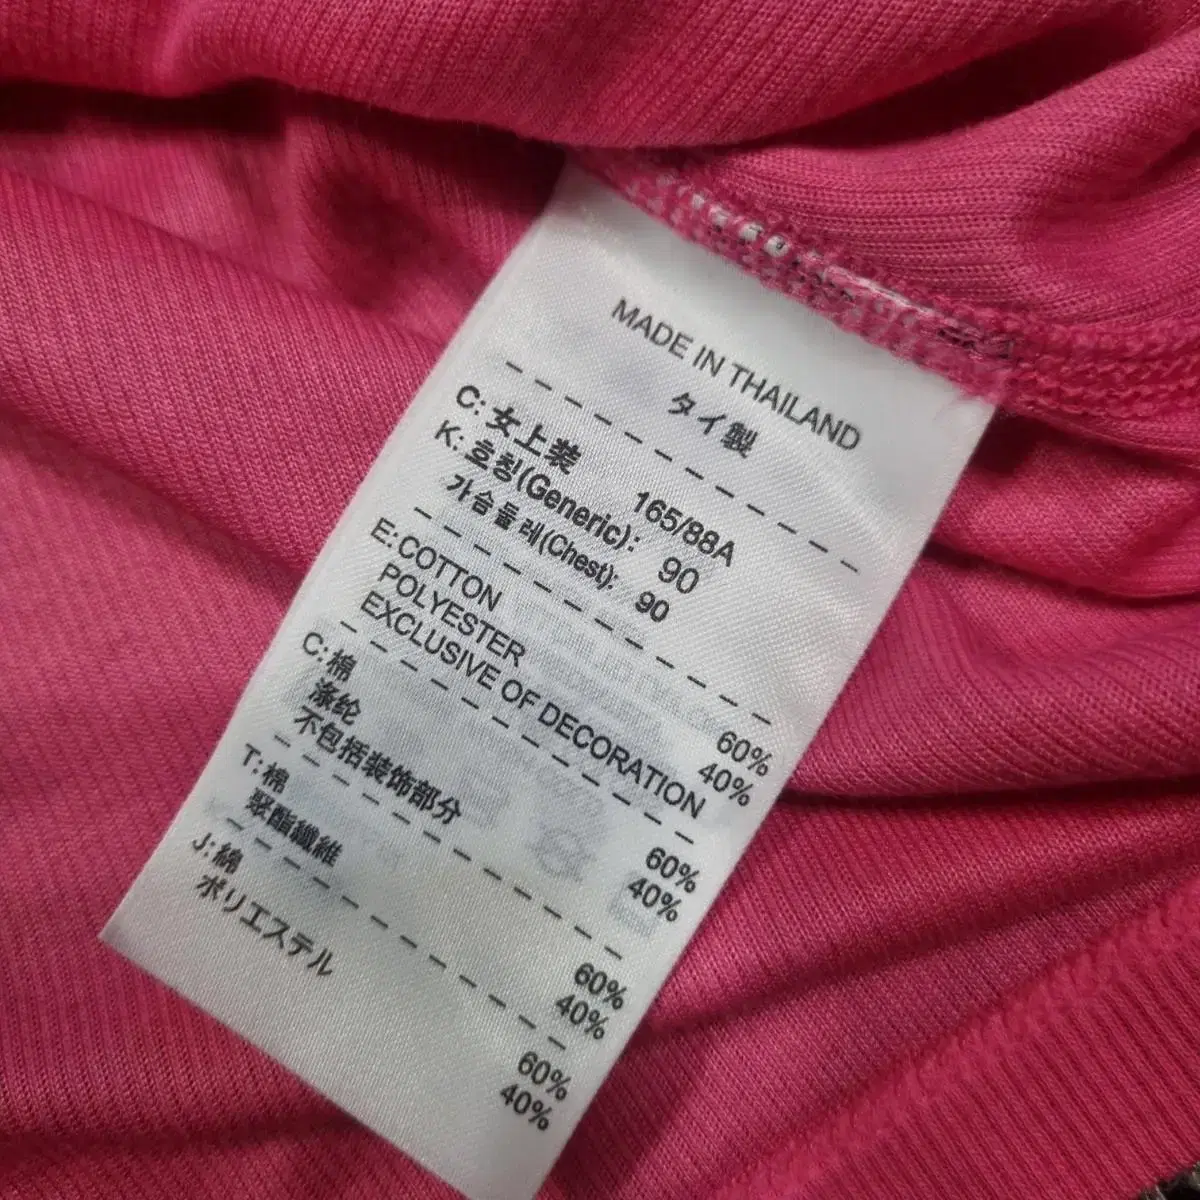 MADE IN THAILAND
タイ製
C: 女上装 165/88A
K: 호칭(Generic): 90
가슴둘레(Chest): 90
E: COTTON 60%
POLYESTER 40%
EXCLUSIVE OF DECORATION
C: 棉 60%
涤纶 40%
不包括装饰部分
T: 棉 60%
聚酯纖維 40%
J: 綿 60%
ポリエステル 40%